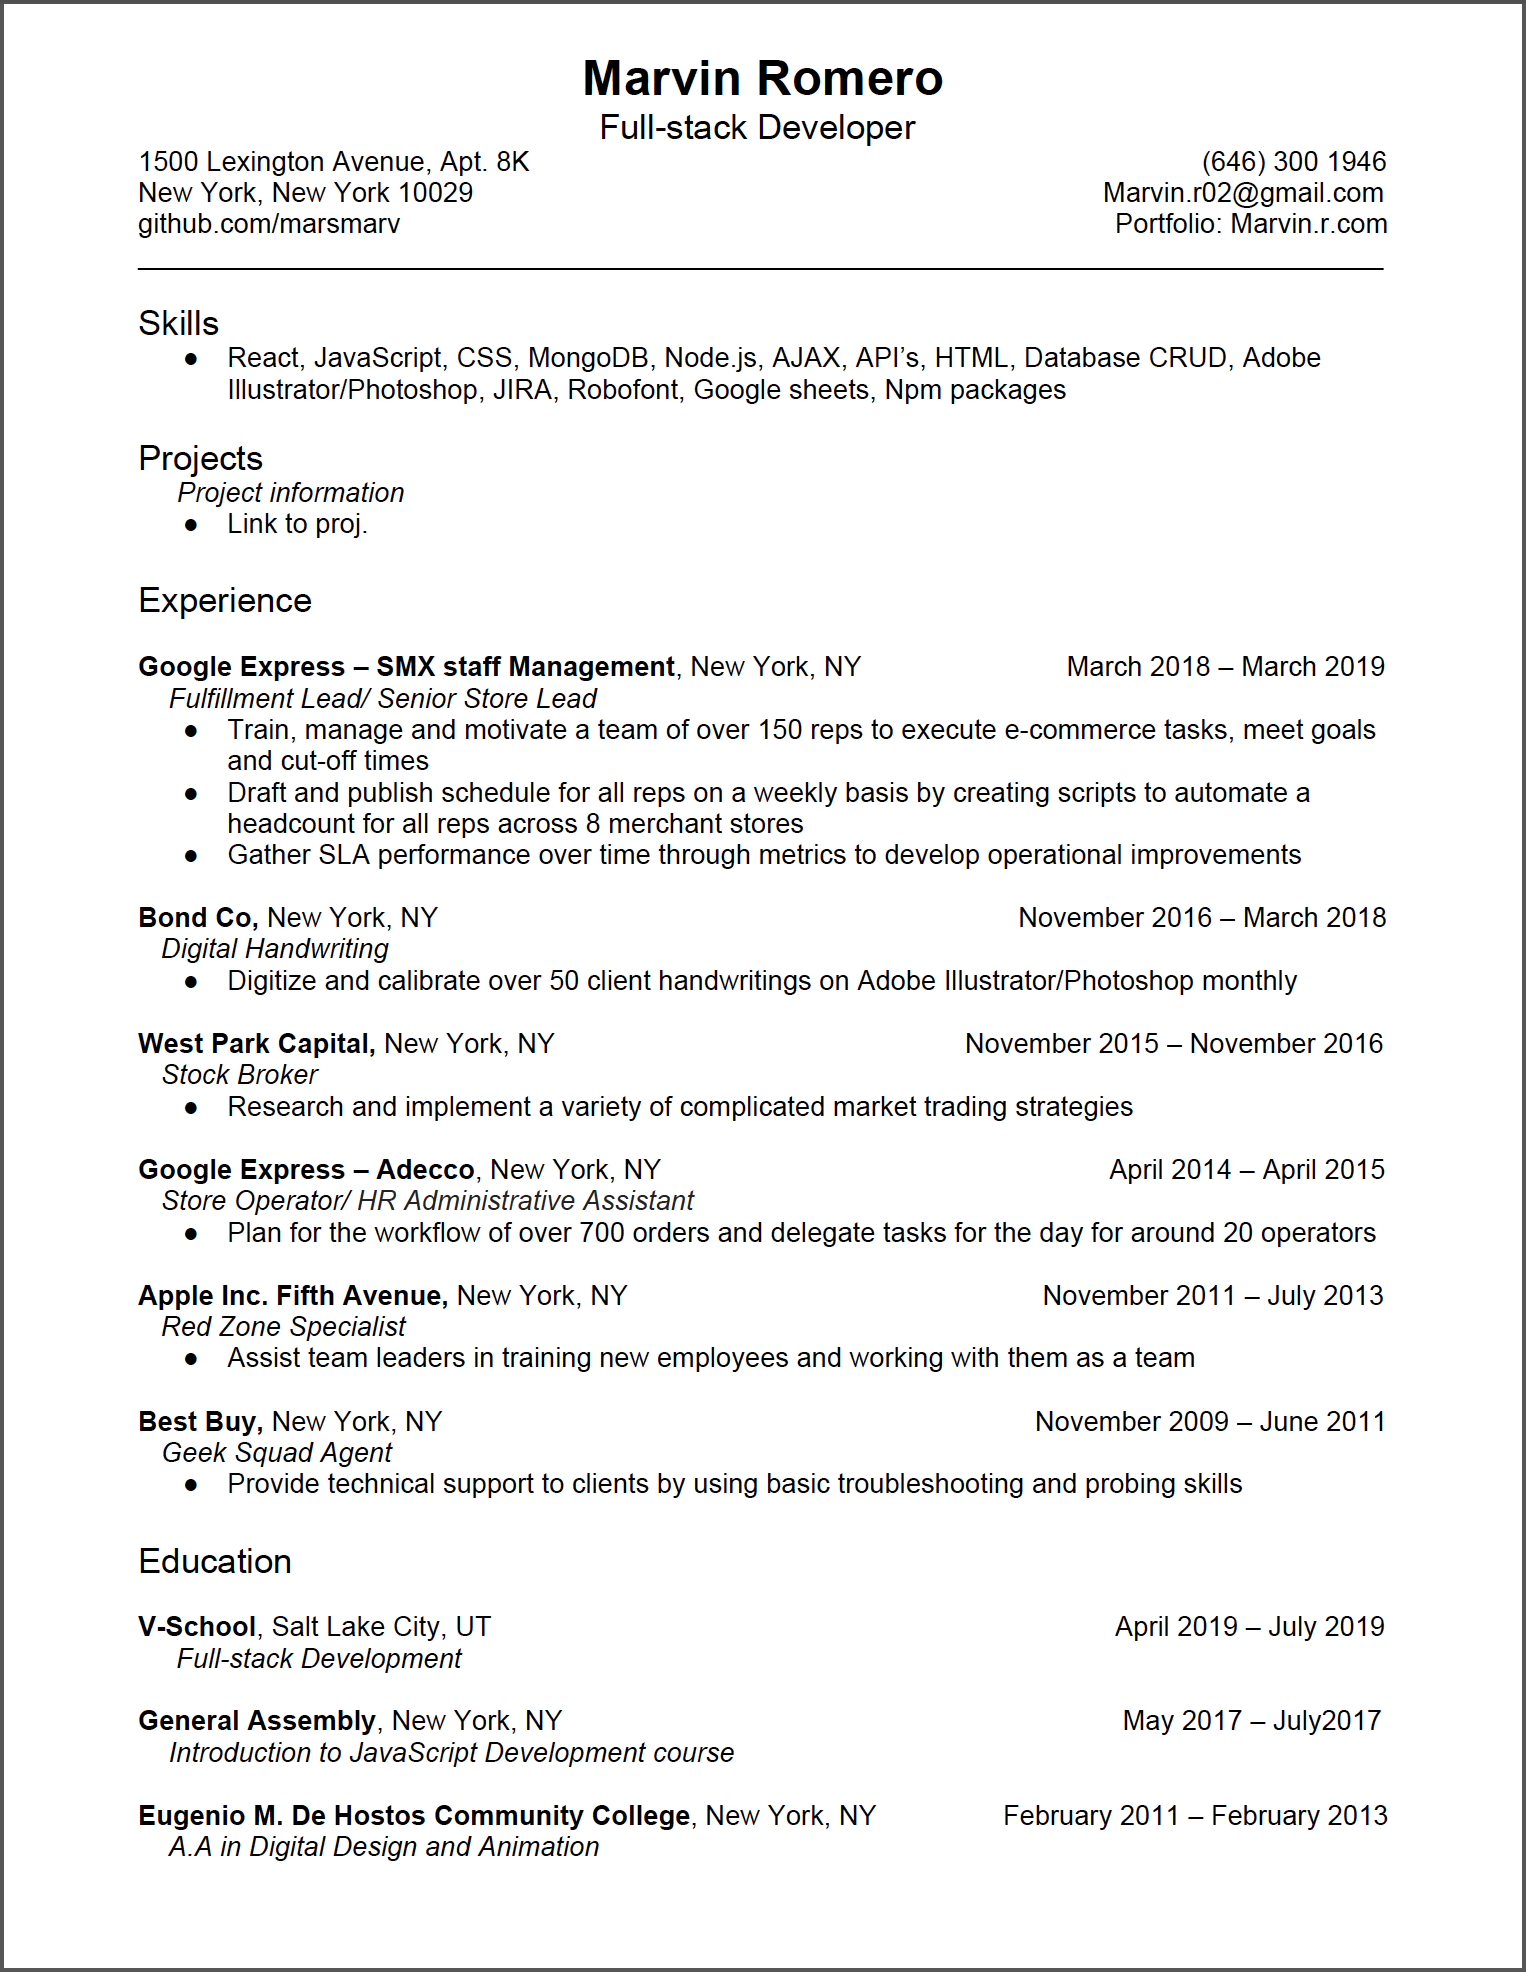 Marvin Romero
Full-stack Developer
1500 Lexington Avenue, Apt. 8K (646) 300 1946
New York, New York 10029 Marvin.r02@gmail.com
github.com/marsmarv Portfolio: Marvin.r.com
Skills
● React, JavaScript, CSS, MongoDB, Node.js, AJAX, API’s, HTML, Database CRUD, Adobe
Illustrator/Photoshop, JIRA, Robofont, Google sheets, Npm packages
Projects
Project information
● Link to proj.
Experience
Google Express – SMX staff Management, New York, NY March 2018 – March 2019
Fulfillment Lead/ Senior Store Lead
● Train, manage and motivate a team of over 150 reps to execute e-commerce tasks, meet goals
and cut-off times
● Draft and publish schedule for all reps on a weekly basis by creating scripts to automate a
headcount for all reps across 8 merchant stores
● Gather SLA performance over time through metrics to develop operational improvements
Bond Co, New York, NY November 2016 – March 2018
Digital Handwriting
● Digitize and calibrate over 50 client handwritings on Adobe Illustrator/Photoshop monthly
West Park Capital, New York, NY November 2015 – November 2016
Stock Broker
● Research and implement a variety of complicated market trading strategies
Google Express – Adecco, New York, NY April 2014 – April 2015
Store Operator/ HR Administrative Assistant
● Plan for the workflow of over 700 orders and delegate tasks for the day for around 20 operators
Apple Inc. Fifth Avenue, New York, NY November 2011 – July 2013
Red Zone Specialist
● Assist team leaders in training new employees and working with them as a team
Best Buy, New York, NY November 2009 – June 2011
Geek Squad Agent
● Provide technical support to clients by using basic troubleshooting and probing skills
Education
V-School, Salt Lake City, UT April 2019 – July 2019
Full-stack Development
General Assembly, New York, NY May 2017 – July2017
Introduction to JavaScript Development course
Eugenio M. De Hostos Community College, New York, NY February 2011 – February 2013
A.A in Digital Design and Animation